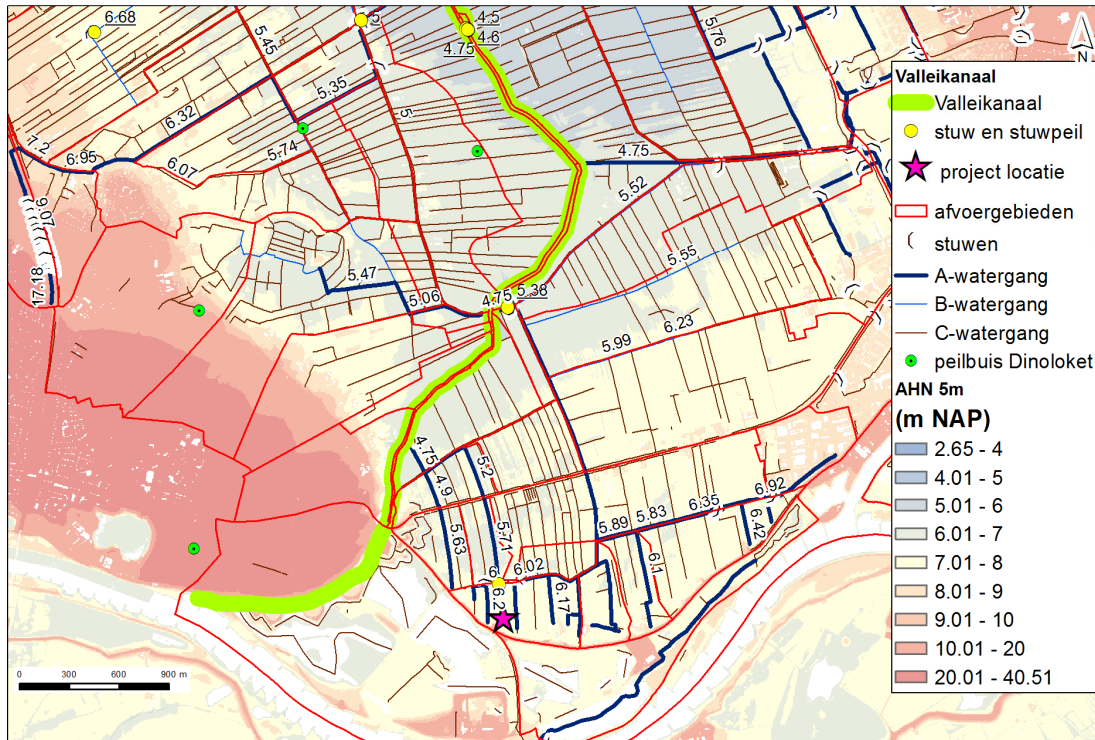 6.68
5
4.5
4.6
4.75
5.76
5.45
5.35
5
6.32
7.2
6.95
6.07
5.74
4.75
5.52
9.07
17.18
5.47
5.06
4.75
5.38
5.55
5.99
6.23
4.75
4.9
5.2
5.63
5.71
5.89
5.83
6.35
6.92
6.42
6
6.02
6.2
6.17
6.1
0 300 600 900 m
N
Valleikanaal
Valleikanaal
stuw en stuwpeil
project locatie
afvoergebieden
stuwen
A-watergang
B-watergang
C-watergang
peilbuis Dinoloket
AHN 5m
(m NAP)
2.65 - 4
4.01 - 5
5.01 - 6
6.01 - 7
7.01 - 8
8.01 - 9
9.01 - 10
10.01 - 20
20.01 - 40.51